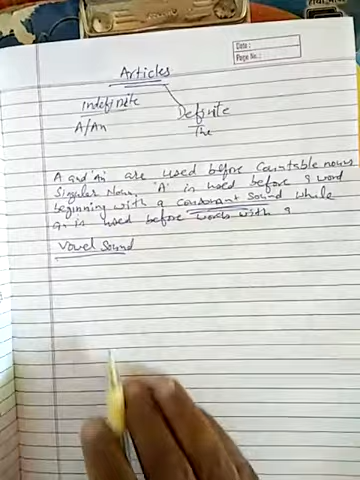 Date:
Page No.:
Articles
Indefinite
Definite
A/An
The
A and 'An' are used before Countable nouns
Singular Noun, 'A' is used before a word
beginning with a consonant sound while
an is used before words with a
Vowel Sound